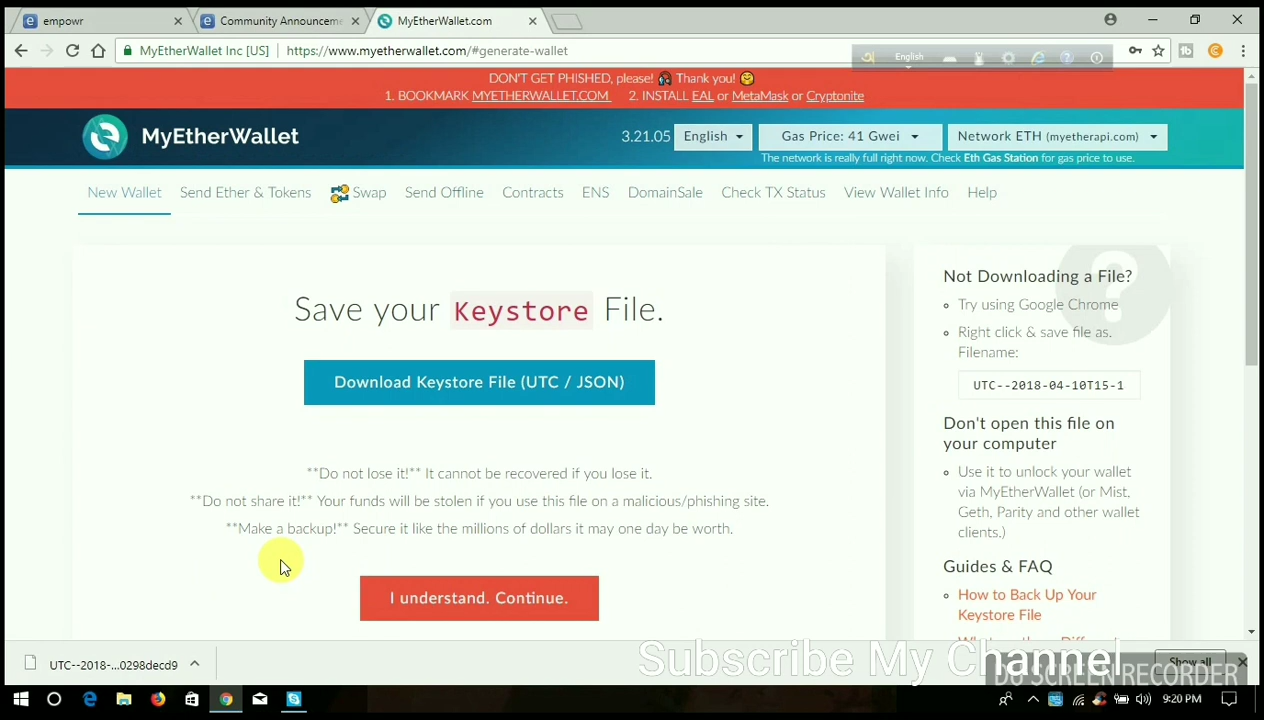 empowr
Community Announceme
MyEtherWallet.com
MyEtherWallet Inc [US]
https://www.myetherwallet.com/#generate-wallet
English
DON'T GET PHISHED, please! Thank you!
1. BOOKMARK MYETHERWALLET.COM 2. INSTALL EAL or MetaMask or Cryptonite
MyEtherWallet
3.21.05
English
Gas Price: 41 Gwei
Network ETH (myetherapi.com)
The network is really full right now. Check Eth Gas Station for gas price to use.
New Wallet
Send Ether & Tokens
Swap
Send Offline
Contracts
ENS
DomainSale
Check TX Status
View Wallet Info
Help
Save your Keystore File.
Download Keystore File (UTC / JSON)
**Do not lose it!** It cannot be recovered if you lose it.
**Do not share it!** Your funds will be stolen if you use this file on a malicious/phishing site.
**Make a backup!** Secure it like the millions of dollars it may one day be worth.
I understand. Continue.
Not Downloading a File?
Try using Google Chrome
Right click & save file as.
Filename:
UTC--2018-04-10T15-1
Don't open this file on
your computer
Use it to unlock your wallet
via MyEtherWallet (or Mist,
Geth, Parity and other wallet
clients.)
Guides & FAQ
How to Back Up Your
Keystore File
UTC--2018-...0298decd9
Show all
Subscribe My Channel
DU SCREEN RECORDER
9:20 PM